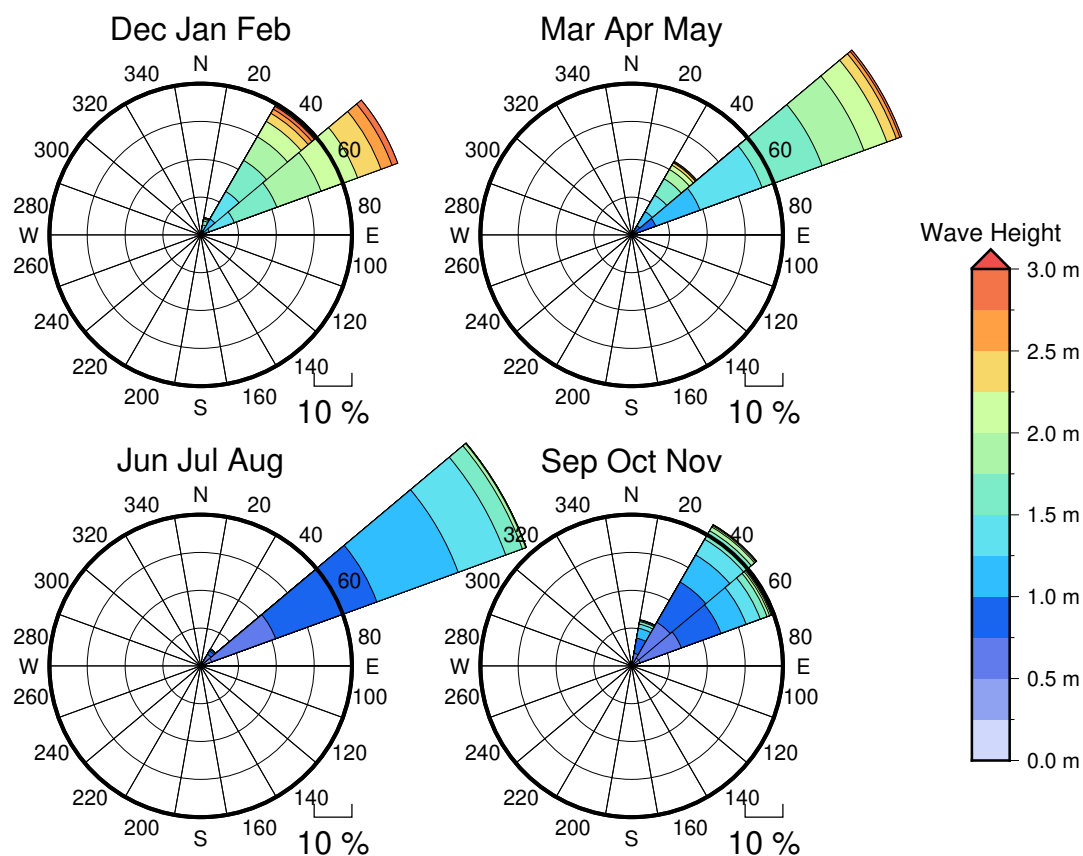 Dec Jan Feb
N
20
40
60
80
E
100
120
140
160
S
200
220
240
260
W
280
300
320
340
10 %
Mar Apr May
N
20
40
60
80
E
100
120
140
160
S
200
220
240
260
W
280
300
320
340
10 %
Jun Jul Aug
N
20
40
60
80
E
100
120
140
160
S
200
220
240
260
W
280
300
320
340
10 %
Sep Oct Nov
N
20
40
60
80
E
100
120
140
160
S
200
220
240
260
W
280
300
320
340
10 %
Wave Height
3.0 m
2.5 m
2.0 m
1.5 m
1.0 m
0.5 m
0.0 m